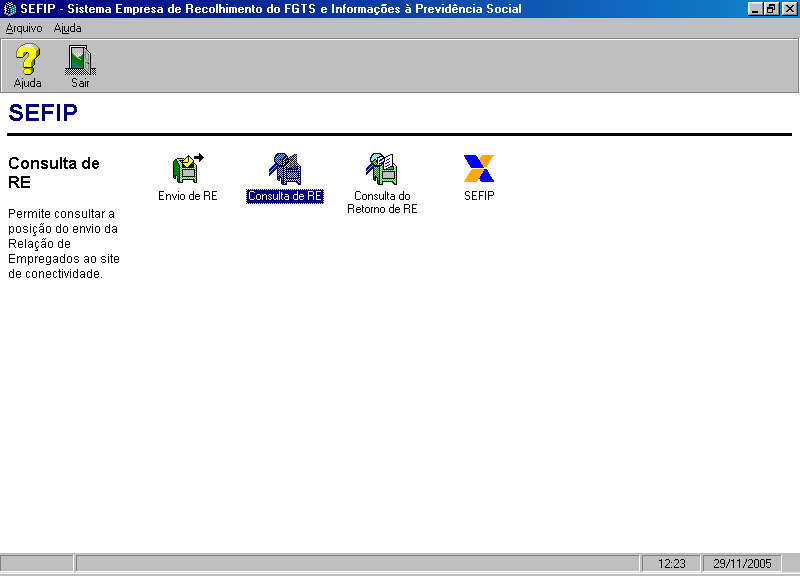 SEFIP - Sistema Empresa de Recolhimento do FGTS e Informações à Previdência Social
Arquivo Ajuda
Ajuda Sair
SEFIP
Consulta de
RE
Permite consultar a
posição do envio da
Relação de
Empregados ao site
de conectividade.
Envio de RE
Consulta de RE
Consulta do
Retorno de RE
SEFIP
12:23 29/11/2005